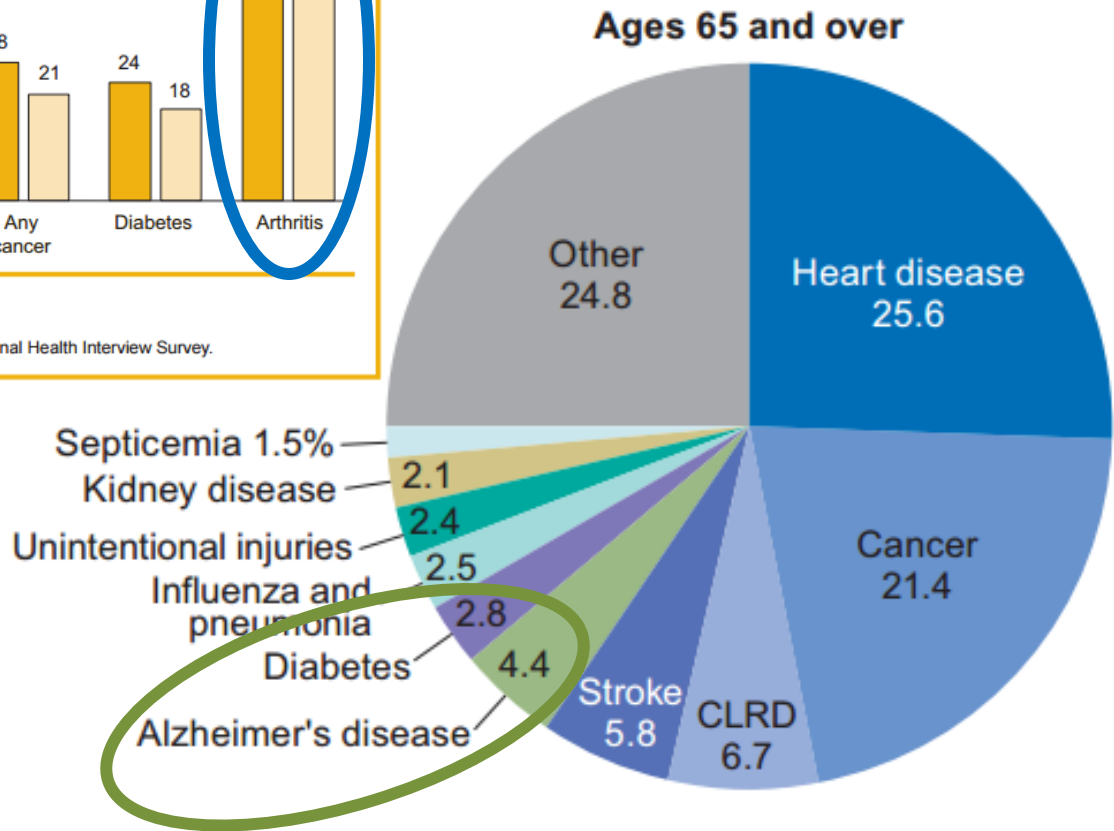 Ages 65 and over
8
21
24
18
Any
cancer
Diabetes
Arthritis
nal Health Interview Survey.
Other
24.8
Heart disease
25.6
Septicemia 1.5%
Kidney disease
2.1
Unintentional injuries
2.4
Influenza and
pneumonia
2.5
Diabetes
2.8
Alzheimer's disease
4.4
Stroke
5.8
CLRD
6.7
Cancer
21.4